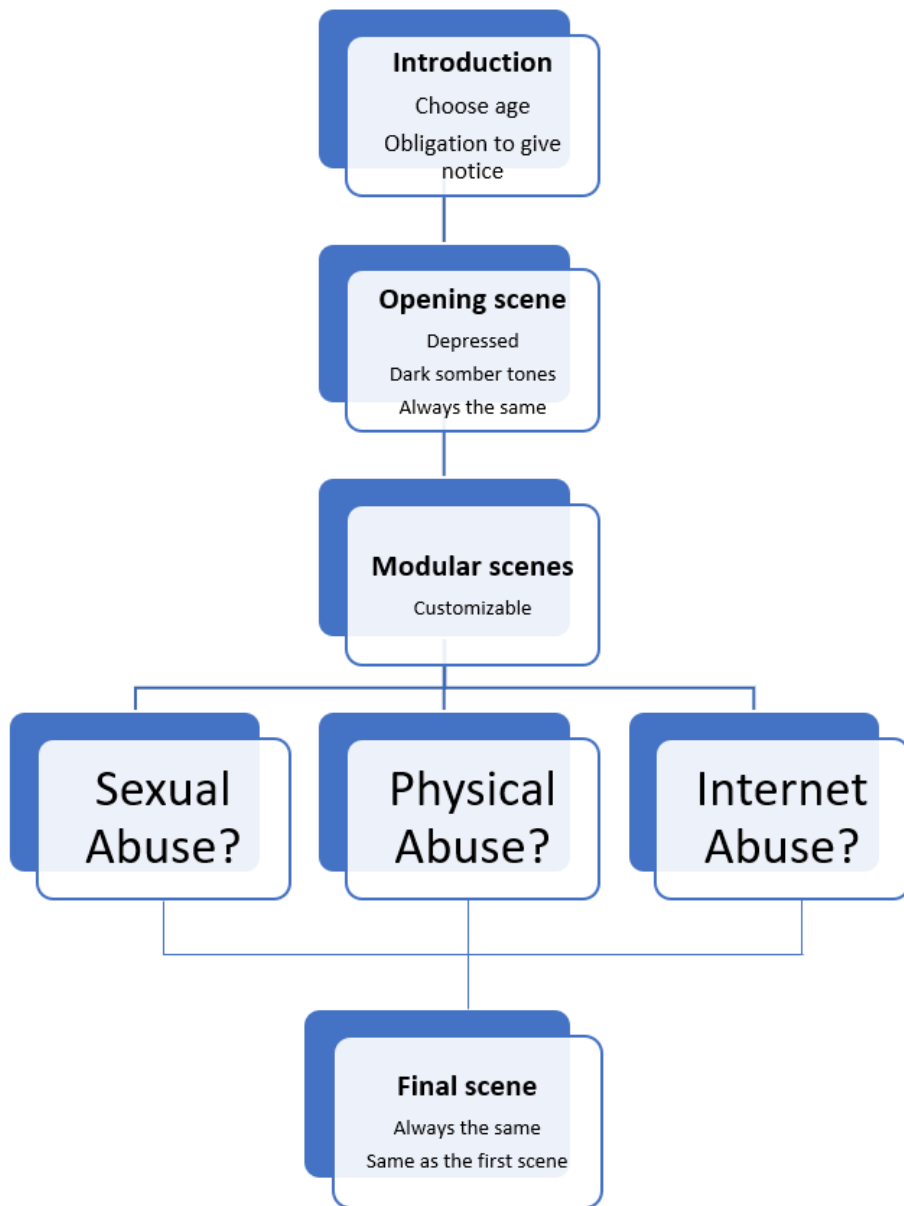 Introduction
Choose age
Obligation to give
notice
Opening scene
Depressed
Dark somber tones
Always the same
Modular scenes
Customizable
Sexual
Abuse?
Physical
Abuse?
Internet
Abuse?
Final scene
Always the same
Same as the first scene